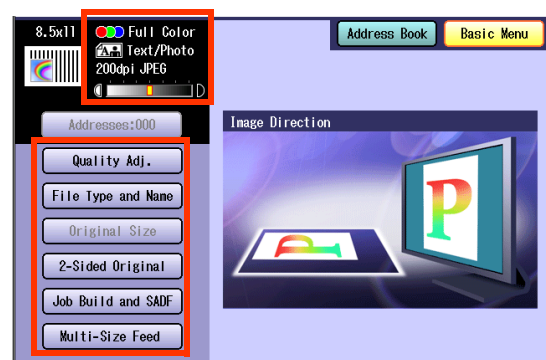 8.5x11
Full Color
A Text/Photo
200dpi JPEG
Address Book
Basic Menu
Addresses:000
Image Direction
Quality Adj.
File Type and Name
Original Size
2-Sided Original
Job Build and SADF
Multi-Size Feed
P
P